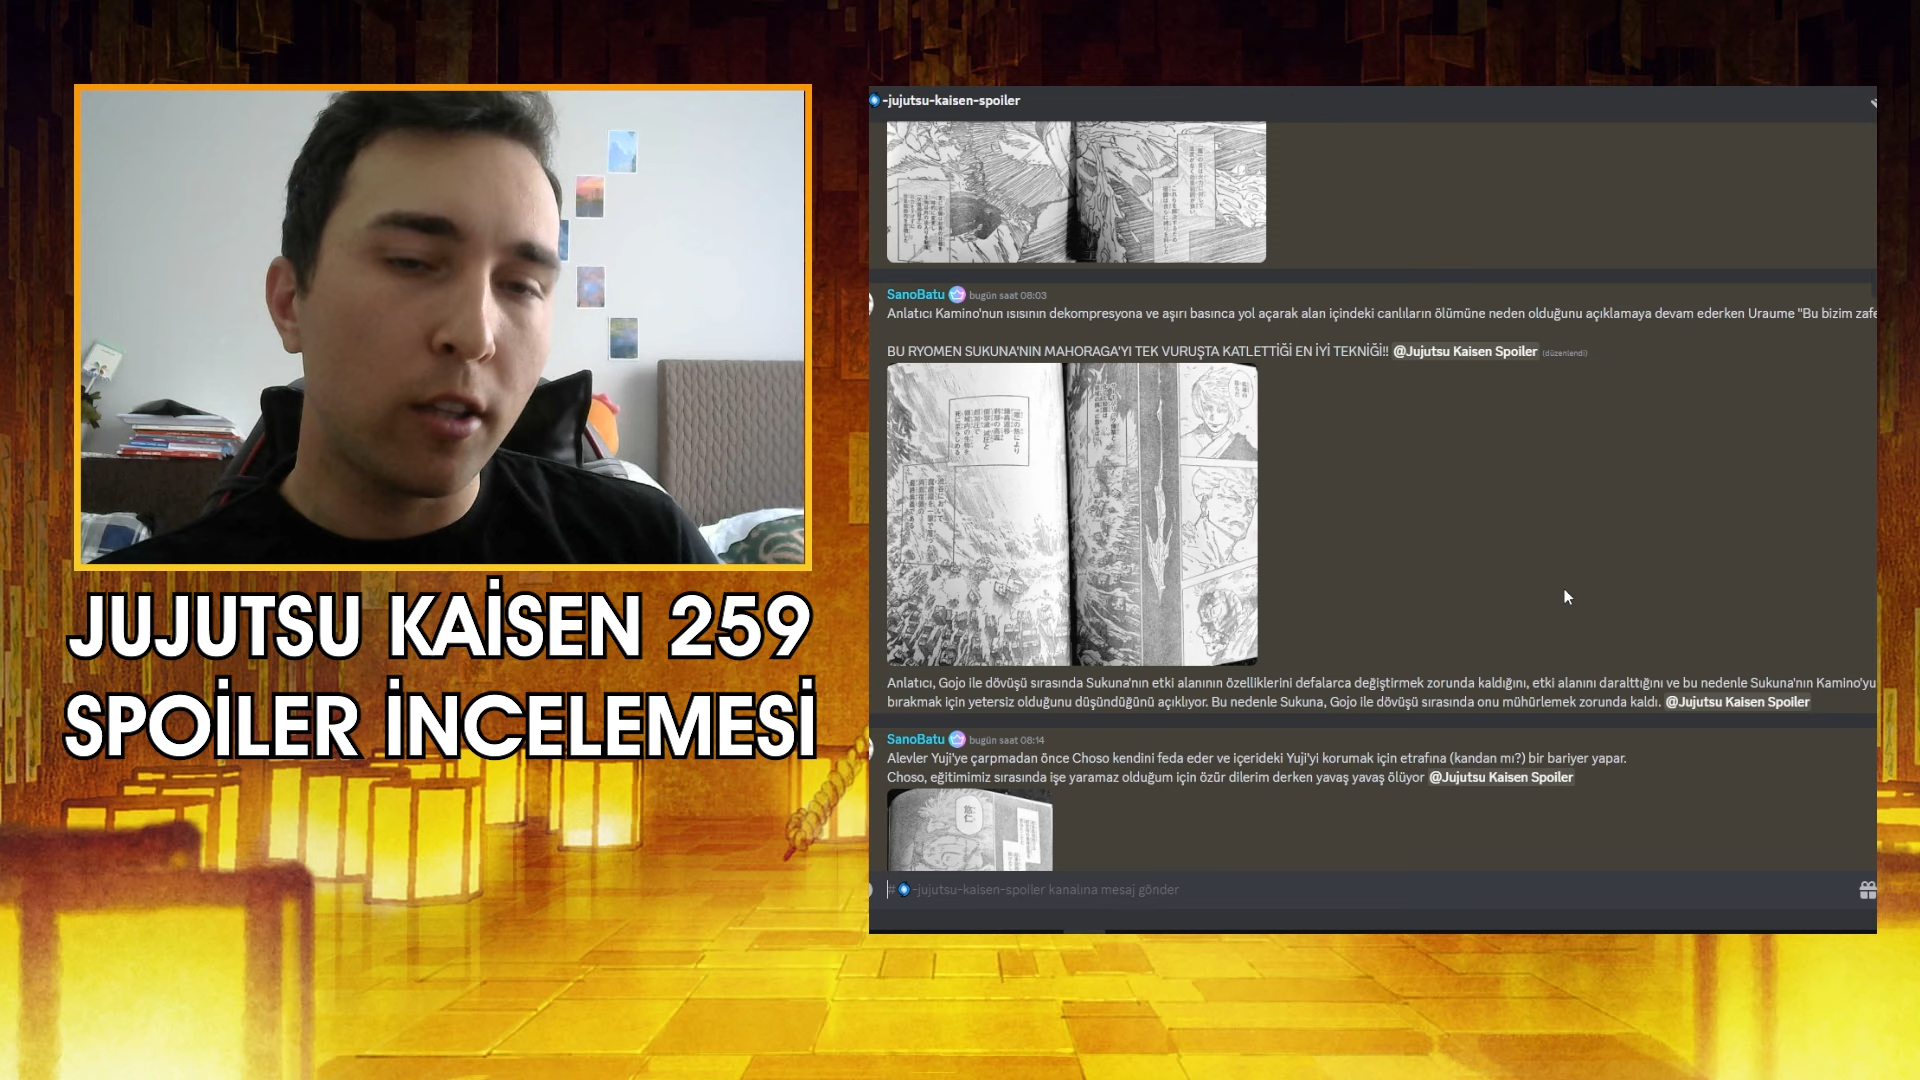 -jujutsu-kaisen-spoiler
SanoBatu bugün saat 08:03
Anlatıcı Kamino'nun ısısının dekompresyona ve aşırı basınca yol açarak alan içindeki canlıların ölümüne neden olduğunu açıklamaya devam ederken Uraume "Bu bizim zafe
BU RYOMEN SUKUNA'NIN MAHORAGA'YI TEK VURUŞTA KATLETTİĞİ EN İYİ TEKNİĞİ!! @Jujutsu Kaisen Spoiler (düzenlendi)
Anlatıcı, Gojo ile dövüşü sırasında Sukuna'nın etki alanının özelliklerini defalarca değiştirmek zorunda kaldığını, etki alanını daralttığını ve bu nedenle Sukuna'nın Kamino'yu
bırakmak için yetersiz olduğunu düşündüğünü açıklıyor. Bu nedenle Sukuna, Gojo ile dövüşü sırasında onu mühürlemek zorunda kaldı. @Jujutsu Kaisen Spoiler
SanoBatu bugün saat 08:14
Alevler Yuji'ye çarpmadan önce Choso kendini feda eder ve içerideki Yuji'yi korumak için etrafına (kandan mı?) bir bariyer yapar.
Choso, eğitimimiz sırasında işe yaramaz olduğum için özür dilerim derken yavaş yavaş ölüyor @Jujutsu Kaisen Spoiler
悠仁
#-jujutsu-kaisen-spoiler kanalına mesaj gönder
JUJUTSU KAİSEN 259
SPOİLER İNCELEMESİ